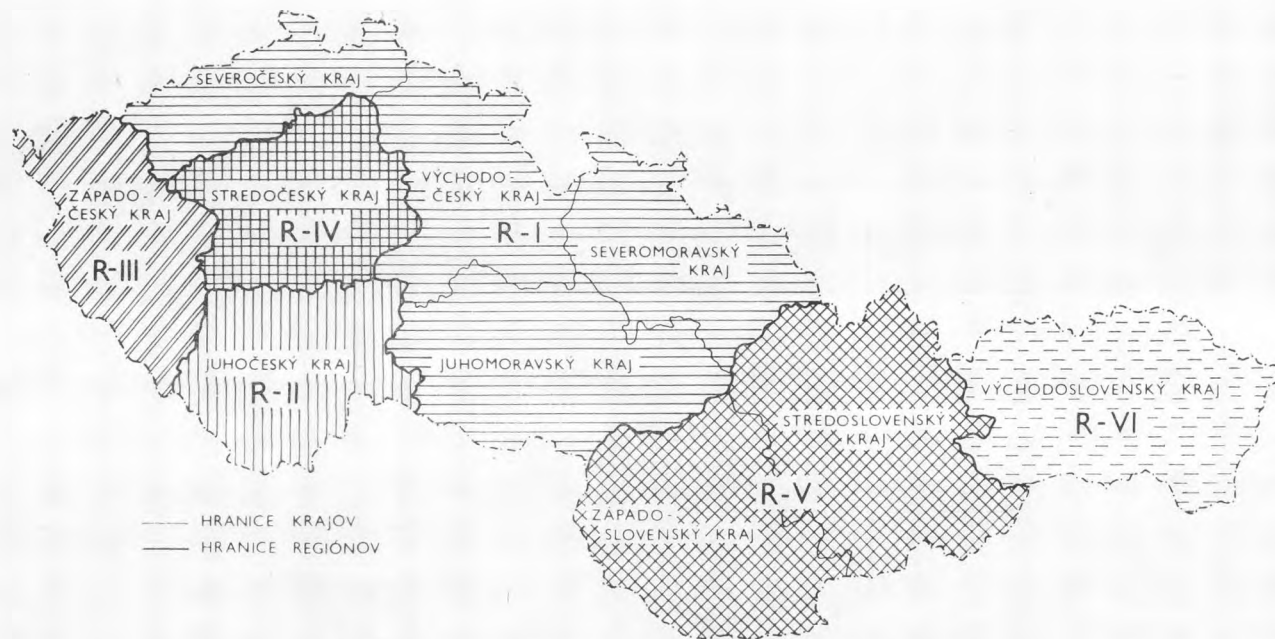 SEVEROČESKÝ KRAJ
ZÁPADO-
ČESKÝ KRAJ
R-III
STREDOČESKÝ KRAJ
R-IV
VÝCHODO-
ČESKÝ KRAJ
R-I
SEVEROMORAVSKÝ
KRAJ
JUHOČESKÝ KRAJ
R-II
JUHOMORAVSKÝ KRAJ
STREDOSLOVENSKÝ
KRAJ
VÝCHODOSLOVENSKÝ KRAJ
R-VI
R-V
ZÁPADO-
SLOVENSKÝ KRAJ
HRANICE KRAJOV
HRANICE REGIÓNOV